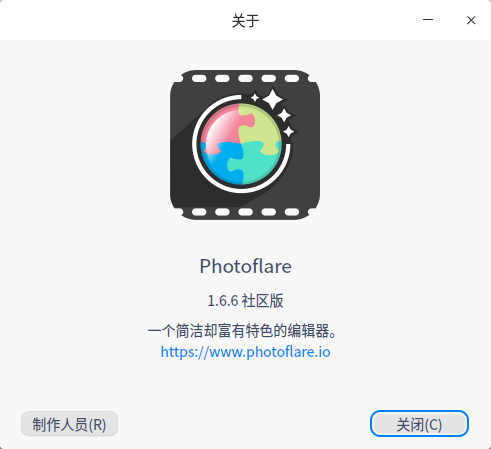 关于
Photoflare
1.6.6 社区版
一个简洁却富有特色的编辑器。
https://www.photoflare.io
制作人员(R)
关闭(C)